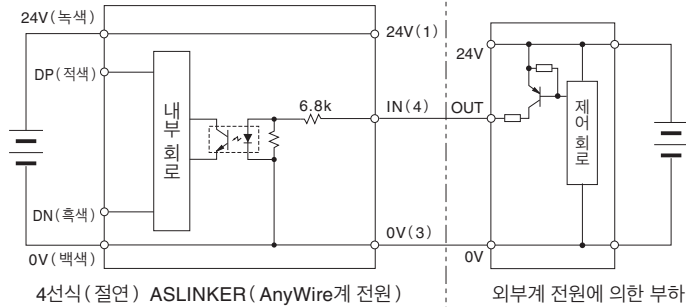 24V(녹색)
DP(적색)
DN(흑색)
0V(백색)
내부회로
6.8k
24V(1)
IN(4)
0V(3)
OUT
24V
0V
제어회로
4선식(절연) ASLINKER(AnyWire계 전원)
외부계 전원에 의한 부하